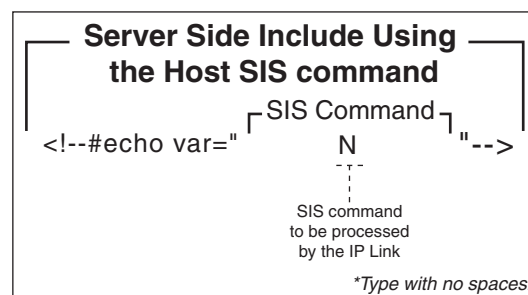 Server Side Include Using
the Host SIS command
SIS Command
<!--#echo var=" N "-->
SIS command
to be processed
by the IP Link
*Type with no spaces